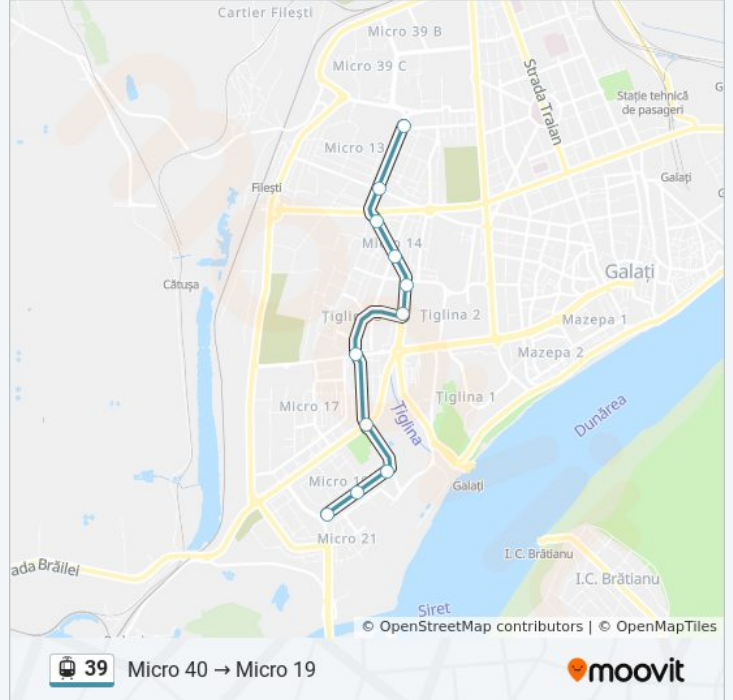 Cartier Filești
Micro 39 B
Micro 39 C
Strada Traian
Stație tehnică
de pasageri
Micro 13
Galați
Filești
Micro 14
Galați
Cătușa
Țiglina 2
Mazepa 1
Mazepa 2
Țiglina 1
Micro 17
Țiglina
Dunărea
Galați
Micro 21
I. C. Brătianu
ada Brăilei
I.C. Brătianu
Siret
© OpenStreetMap contributors | © OpenMapTiles
39 Micro 40 → Micro 19
moovit